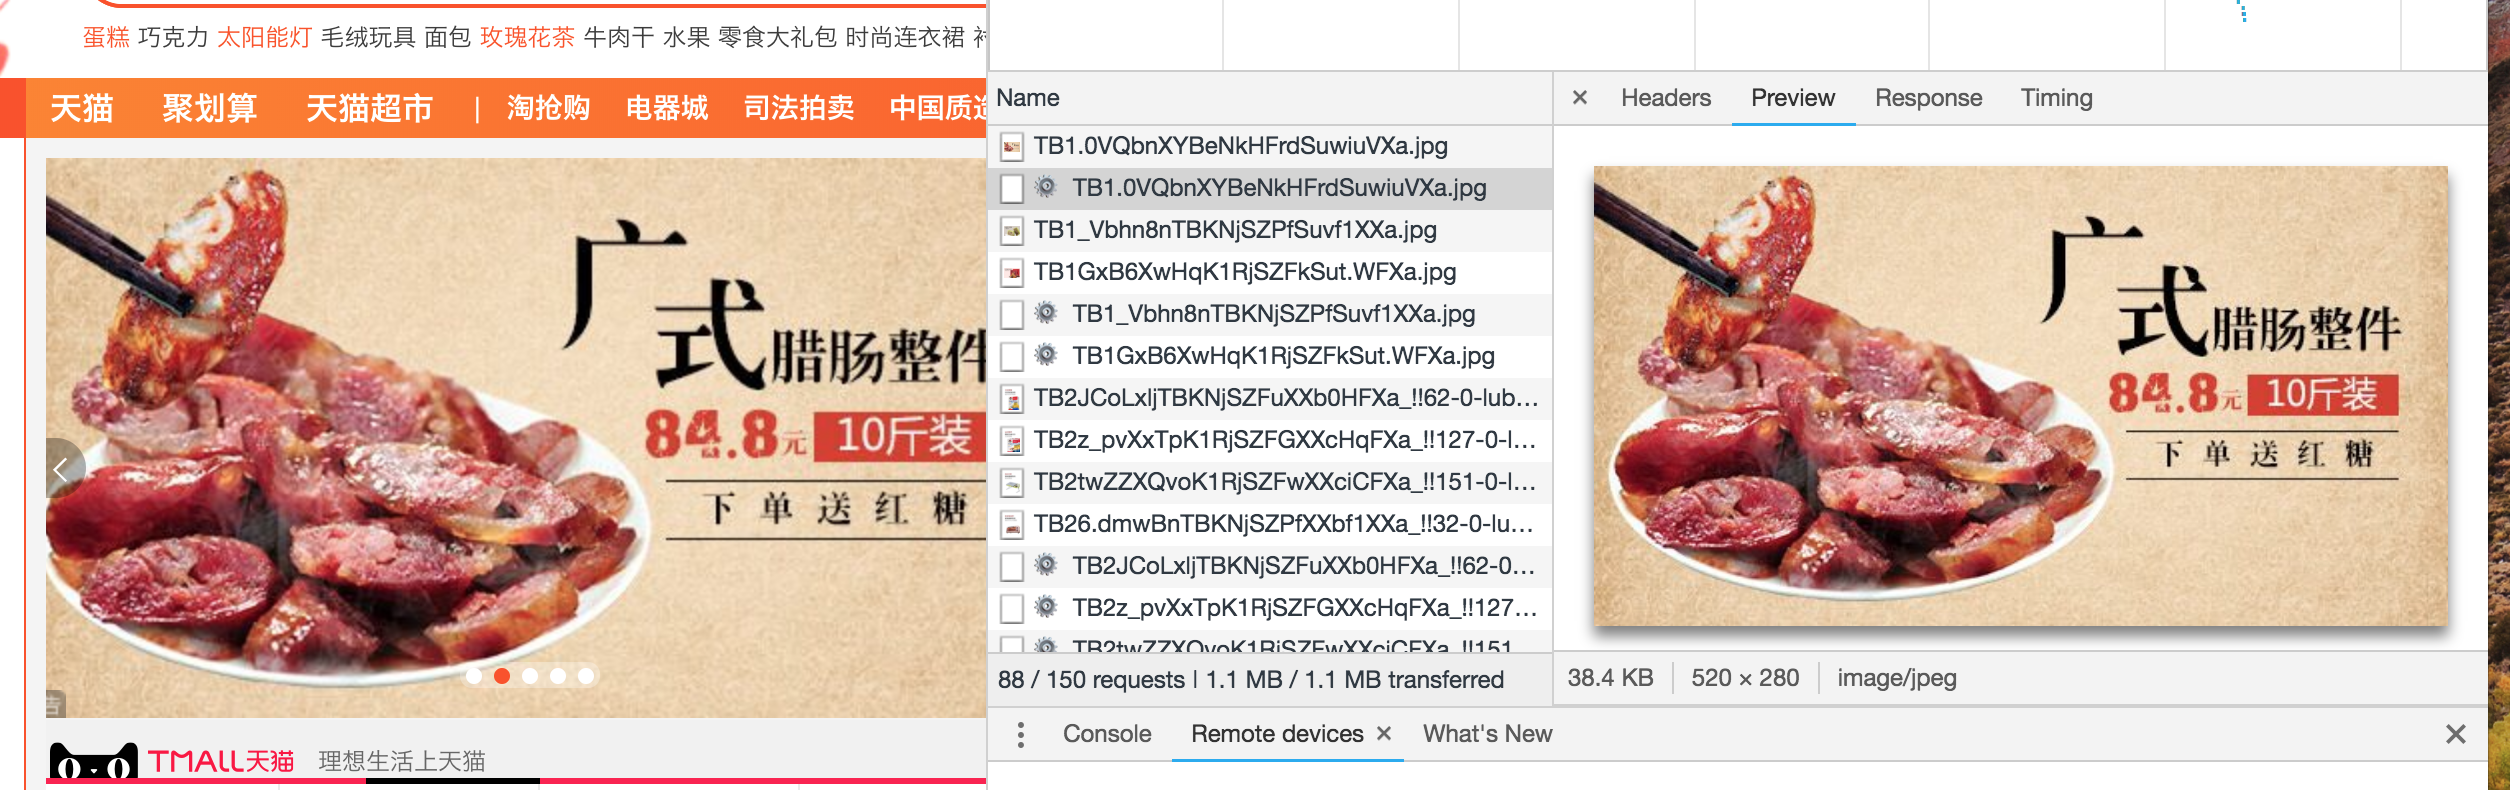 蛋糕 巧克力 太阳能灯 毛绒玩具 面包 玫瑰花茶 牛肉干 水果 零食大礼包 时尚连衣裙
天猫 聚划算 天猫超市 | 淘抢购 电器城 司法拍卖 中国质造
广式腊肠整件
84.8元 10斤装
下单送红糖
TMALL天猫 理想生活上天猫
Name
TB1.0VQbnXYBeNkHFrdSuwiuVXa.jpg
TB1.0VQbnXYBeNkHFrdSuwiuVXa.jpg
TB1_Vbhn8nTBKNjSZPfSuvf1XXa.jpg
TB1GxB6XwHqK1RjSZFkSut.WFXa.jpg
TB1_Vbhn8nTBKNjSZPfSuvf1XXa.jpg
TB1GxB6XwHqK1RjSZFkSut.WFXa.jpg
TB2JCoLxljTBKNjSZFuXXb0HFXa_!!62-0-lub…
TB2z_pvXxTpK1RjSZFGXXcHqFXa_!!127-0-l…
TB2twZZXQvoK1RjSZFwXXciCFXa_!!151-0-l…
TB26.dmwBnTBKNjSZPfXXbf1XXa_!!32-0-lu…
TB2JCoLxljTBKNjSZFuXXb0HFXa_!!62-0…
TB2z_pvXxTpK1RjSZFGXXcHqFXa_!!127…
TB2twZZXQvoK1RjSZFwXXciCFXa_!!151
88 / 150 requests | 1.1 MB / 1.1 MB transferred
× Headers Preview Response Timing
广式腊肠整件
84.8元 10斤装
下单送红糖
38.4 KB 520 × 280 image/jpeg
Console Remote devices × What's New ×